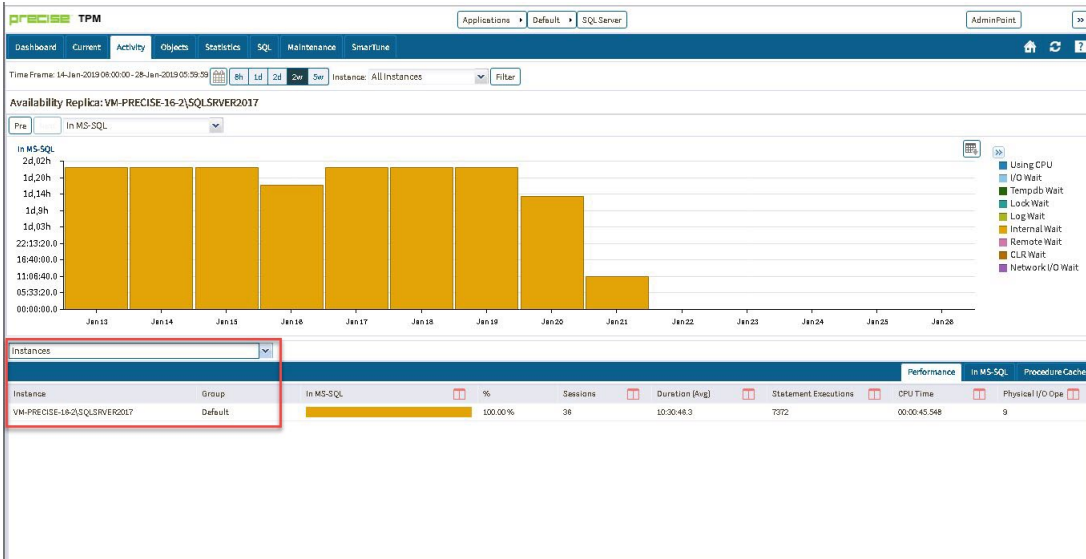 precise TPM Applications Default SQL Server AdminPoint »
Dashboard Current Activity Objects Statistics SQL Maintenance SmarTune ?
Time Frame: 14-Jan-2019 06:00:00 - 28-Jan-2019 05:59:59 8h 1d 2d 2w 5w Instance: All Instances Filter
Availability Replica: VM-PRECISE-16-2\SQLSRVER2017
Pre In MS-SQL
In MS-SQL
2d,02h
1d,20h
1d,14h
1d,9h
1d,03h
22:13:20.0
16:40:00.0
11:06:40.0
05:33:20.0
00:00:00.0
Jan 13 Jan 14 Jan 15 Jan 16 Jan 17 Jan 18 Jan 19 Jan 20 Jan 21 Jan 22 Jan 23 Jan 24 Jan 25 Jan 26
»
Using CPU
I/O Wait
Tempdb Wait
Lock Wait
Log Wait
Internal Wait
Remote Wait
CLR Wait
Network I/O Wait
Instances
Performance In MS-SQL Procedure Cache
Instance Group In MS-SQL % Sessions Duration (Avg) Statement Executions CPU Time Physical I/O Ope
VM-PRECISE-16-2\SQLSRVER2017 Default 100.00 % 36 10:30:46.3 7372 00:00:45.548 9